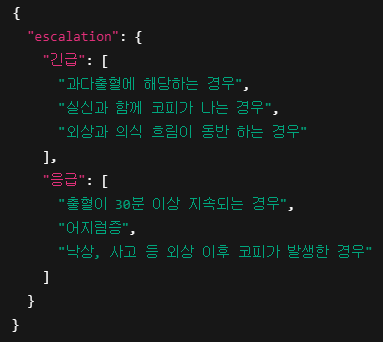 {
  "escalation": {
    "긴급": [
      "과다출혈에 해당하는 경우",
      "실신과 함께 코피가 나는 경우",
      "외상과 의식 흐림이 동반 하는 경우"
    ],
    "응급": [
      "출혈이 30분 이상 지속되는 경우",
      "어지럼증",
      "낙상, 사고 등 외상 이후 코피가 발생한 경우"
    ]
  }
}